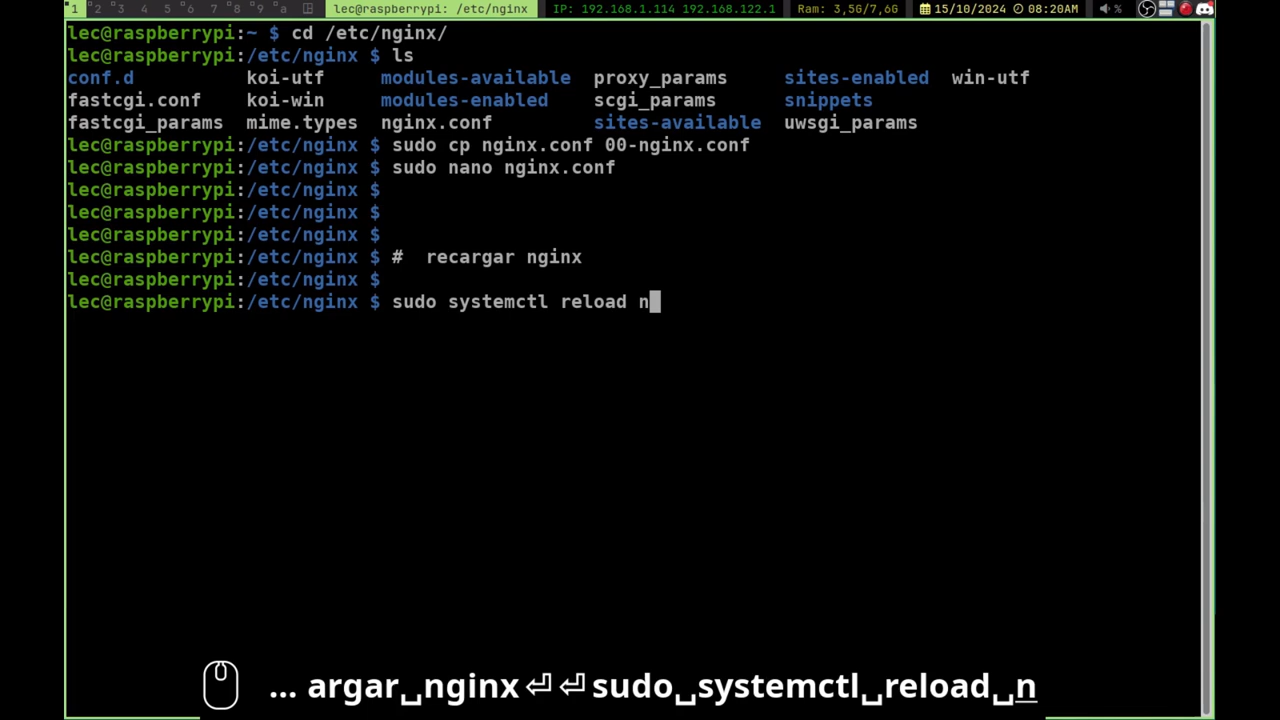 1 2 3 4 5 6 7 8 9 a lec@raspberrypi: /etc/nginx IP: 192.168.1.114 192.168.122.1 Ram: 3,5G/7,6G 15/10/2024 08:20AM %
lec@raspberrypi:~ $ cd /etc/nginx/
lec@raspberrypi:/etc/nginx $ ls
conf.d koi-utf modules-available proxy_params sites-enabled win-utf
fastcgi.conf koi-win modules-enabled scgi_params snippets
fastcgi_params mime.types nginx.conf sites-available uwsgi_params
lec@raspberrypi:/etc/nginx $ sudo cp nginx.conf 00-nginx.conf
lec@raspberrypi:/etc/nginx $ sudo nano nginx.conf
lec@raspberrypi:/etc/nginx $
lec@raspberrypi:/etc/nginx $
lec@raspberrypi:/etc/nginx $
lec@raspberrypi:/etc/nginx $ #  recargar nginx
lec@raspberrypi:/etc/nginx $
lec@raspberrypi:/etc/nginx $ sudo systemctl reload n
... argar␣nginx⏎⏎sudo␣systemctl␣reload␣n